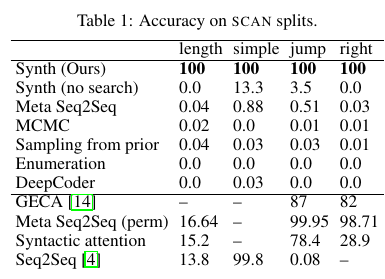 Table 1: Accuracy on SCAN splits.
length simple jump right
Synth (Ours) 100 100 100 100
Synth (no search) 0.0 13.3 3.5 0.0
Meta Seq2Seq 0.04 0.88 0.51 0.03
MCMC 0.02 0.0 0.01 0.01
Sampling from prior 0.04 0.03 0.03 0.01
Enumeration 0.0 0.0 0.0 0.0
DeepCoder 0.0 0.03 0.0 0.0
GECA [14] – – 87 82
Meta Seq2Seq (perm) 16.64 – 99.95 98.71
Syntactic attention 15.2 – 78.4 28.9
Seq2Seq [4] 13.8 99.8 0.08 –